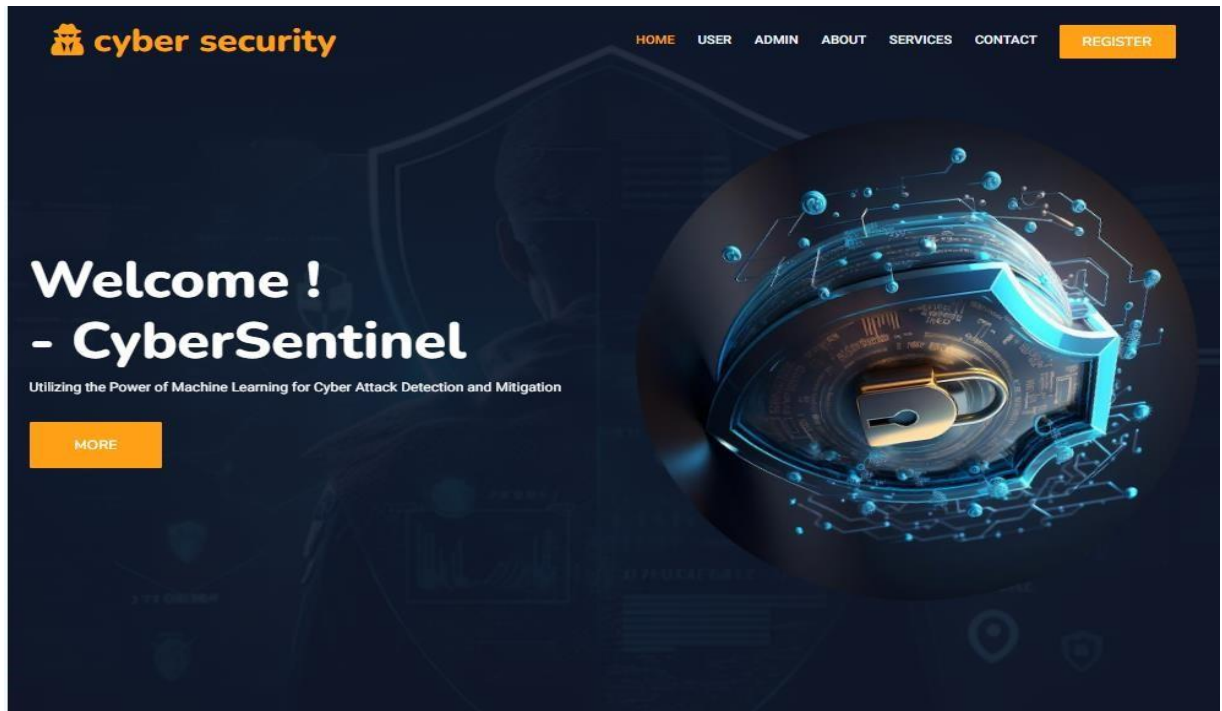 cyber security
HOME USER ADMIN ABOUT SERVICES CONTACT REGISTER
Welcome !
- CyberSentinel
Utilizing the Power of Machine Learning for Cyber Attack Detection and Mitigation
MORE